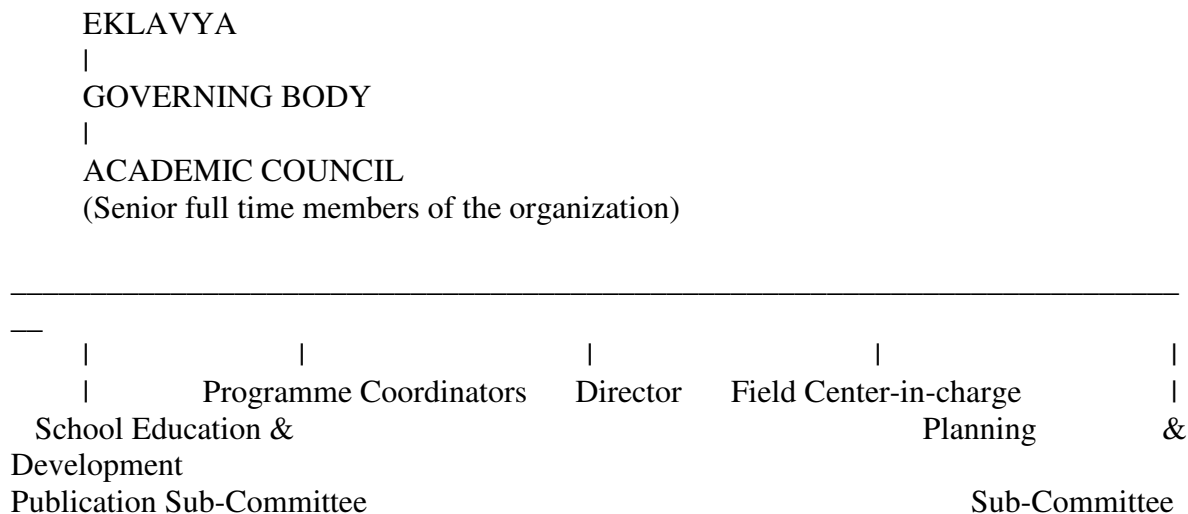 EKLAVYA
|
GOVERNING BODY
|
ACADEMIC COUNCIL
(Senior full time members of the organization)
___________________________________________________________________________
__
| | | | |
| Programme Coordinators Director Field Center-in-charge |
School Education & Planning &
Development
Publication Sub-Committee Sub-Committee